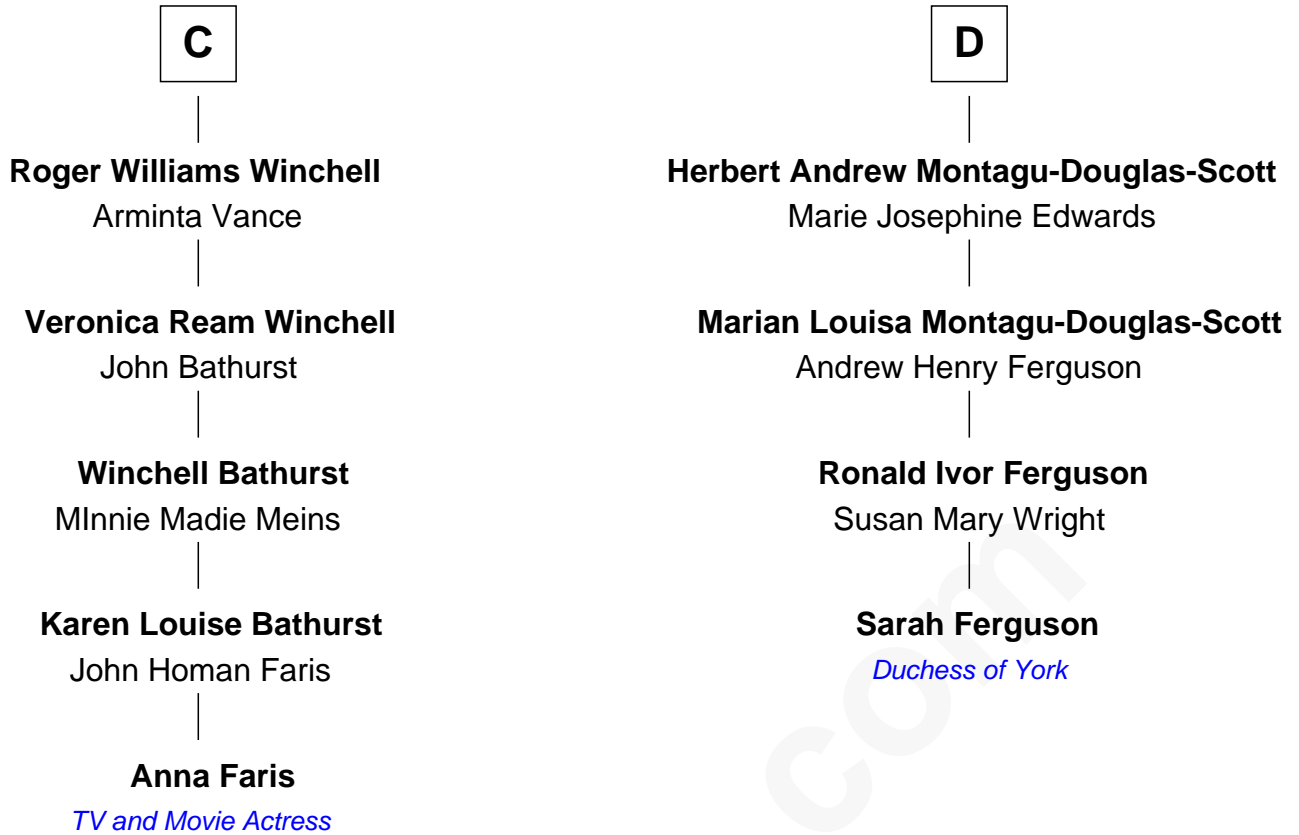 C
Roger Williams Winchell
Arminta Vance
Veronica Ream Winchell
John Bathurst
Winchell Bathurst
MInnie Madie Meins
Karen Louise Bathurst
John Homan Faris
Anna Faris
TV and Movie Actress
D
Herbert Andrew Montagu-Douglas-Scott
Marie Josephine Edwards
Marian Louisa Montagu-Douglas-Scott
Andrew Henry Ferguson
Ronald Ivor Ferguson
Susan Mary Wright
Sarah Ferguson
Duchess of York
com